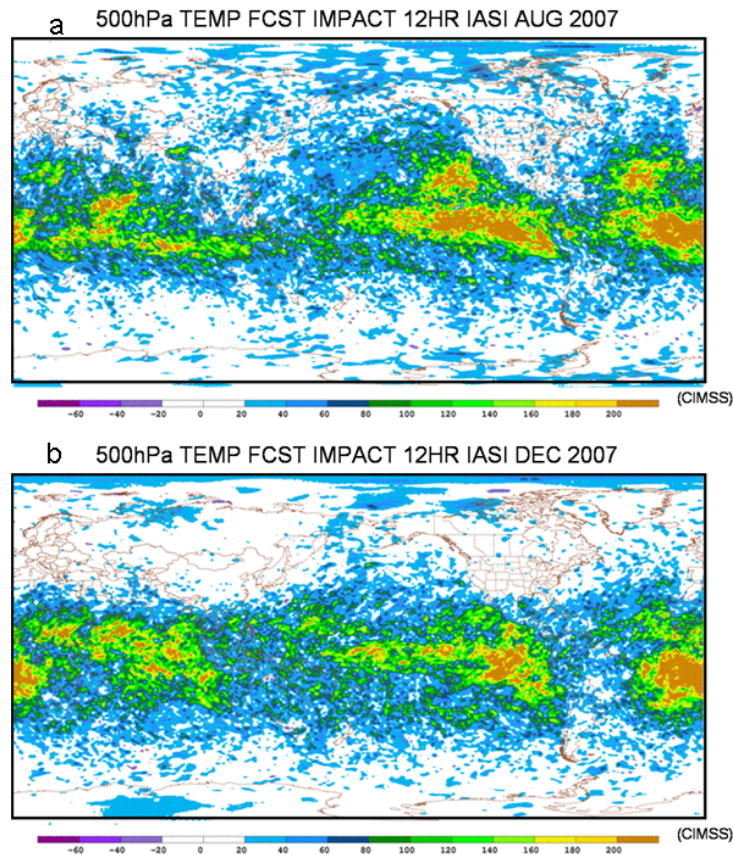 a
500hPa TEMP FCST IMPACT 12HR IASI AUG 2007
-60 -40 -20 0 20 40 60 80 100 120 140 160 180 200
(CIMSS)
b
500hPa TEMP FCST IMPACT 12HR IASI DEC 2007
-60 -40 -20 0 20 40 60 80 100 120 140 160 180 200
(CIMSS)